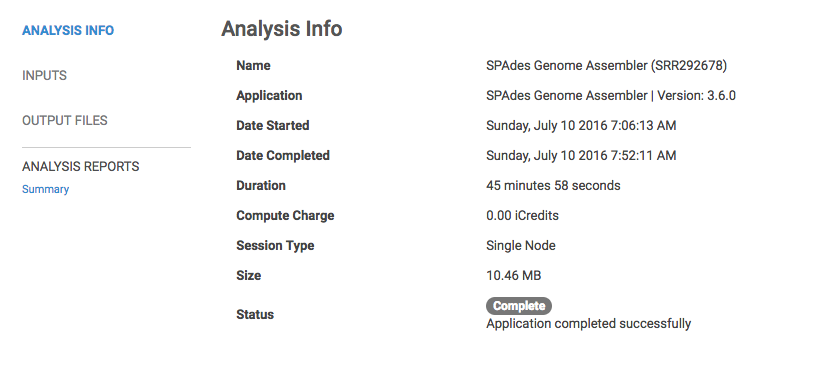 ANALYSIS INFO
INPUTS
OUTPUT FILES
ANALYSIS REPORTS
Summary
Analysis Info
Name SPAdes Genome Assembler (SRR292678)
Application SPAdes Genome Assembler | Version: 3.6.0
Date Started Sunday, July 10 2016 7:06:13 AM
Date Completed Sunday, July 10 2016 7:52:11 AM
Duration 45 minutes 58 seconds
Compute Charge 0.00 iCredits
Session Type Single Node
Size 10.46 MB
Status Complete
Application completed successfully